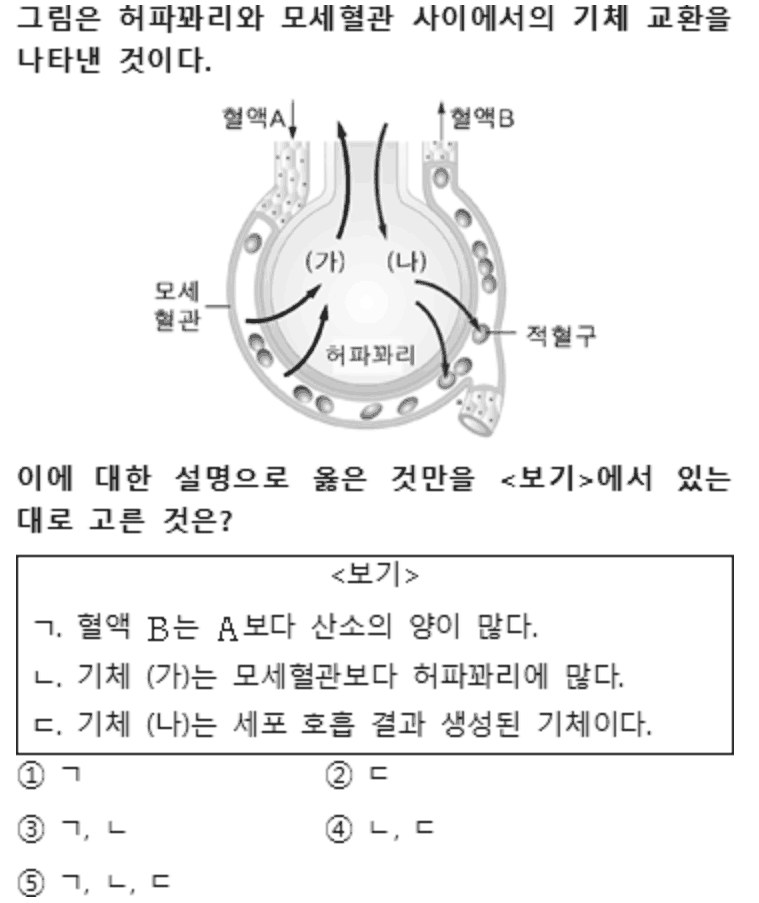 그림은 허파꽈리와 모세혈관 사이에서의 기체 교환을
나타낸 것이다.
혈액A
혈액B
(가)
(나)
모세
혈관
적혈구
허파꽈리
이에 대한 설명으로 옳은 것만을 <보기>에서 있는
대로 고른 것은?
<보기>
ㄱ. 혈액 B는 A보다 산소의 양이 많다.
ㄴ. 기체 (가)는 모세혈관보다 허파꽈리에 많다.
ㄷ. 기체 (나)는 세포 호흡 결과 생성된 기체이다.
① ㄱ ② ㄷ
③ ㄱ, ㄴ ④ ㄴ, ㄷ
⑤ ㄱ, ㄴ, ㄷ